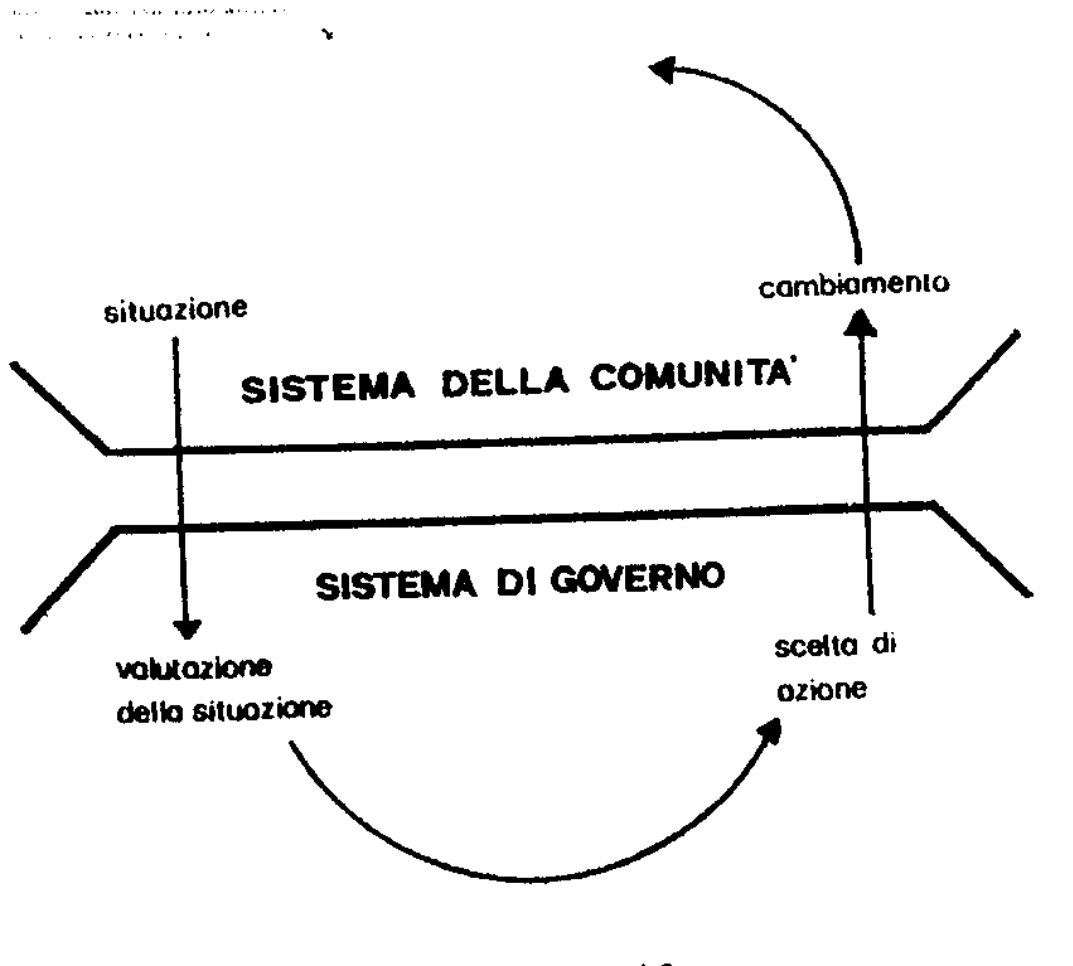 situazione
cambiamento
SISTEMA DELLA COMUNITA'
SISTEMA DI GOVERNO
valutazione
della situazione
scelta di
azione